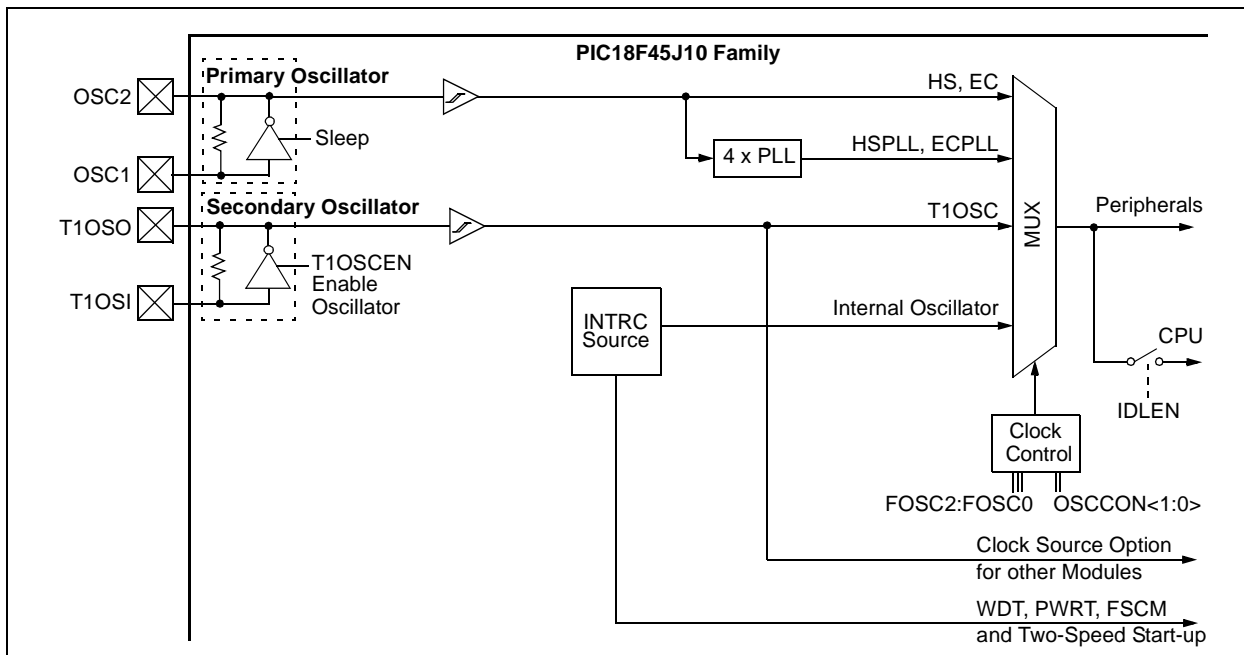 PIC18F45J10 Family
Primary Oscillator
OSC2
HS, EC
Sleep
4 x PLL
HSPLL, ECPLL
OSC1
Secondary Oscillator
T1OSO
T1OSC
MUX
Peripherals
T1OSCEN
Enable
Oscillator
T1OSI
INTRC
Source
Internal Oscillator
CPU
IDLEN
Clock
Control
FOSC2:FOSC0
OSCCON<1:0>
Clock Source Option
for other Modules
WDT, PWRT, FSCM
and Two-Speed Start-up